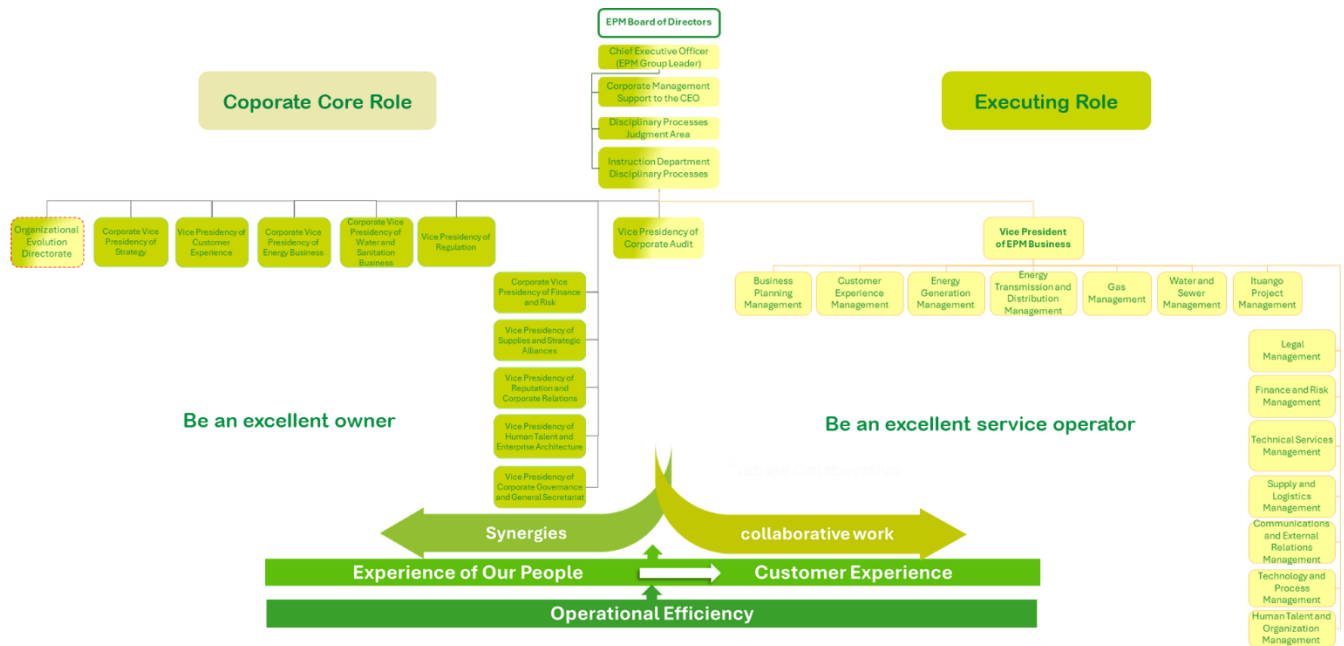 EPM Board of Directors
Chief Executive Officer
(EPM Group Leader)
Corporate Management
Support to the CEO
Disciplinary Processes
Judgment Area
Instruction Department
Disciplinary Processes
Coporate Core Role
Executing Role
Organizational
Evolution
Directorate
Corporate Vice
Presidency of
Strategy
Vice Presidency of
Customer
Experience
Corporate Vice
Presidency of
Energy Business
Corporate Vice
Presidency of
Water and
Sanitation
Business
Vice Presidency of
Regulation
Vice Presidency of
Corporate Audit
Vice President
of EPM Business
Corporate Vice
Presidency of Finance
and Risk
Vice Presidency of
Supplies and Strategic
Alliances
Vice Presidency of
Reputation and
Corporate Relations
Vice Presidency of
Human Talent and
Enterprise Architecture
Vice Presidency of
Corporate Governance
and General Secretariat
Business
Planning
Management
Customer
Experience
Management
Energy
Generation
Management
Energy
Transmission and
Distribution
Management
Gas
Management
Water and
Sewer
Management
Ituango
Project
Management
Legal
Management
Finance and Risk
Management
Technical Services
Management
Supply and
Logistics
Management
Communications
and External
Relations
Management
Technology and
Process
Management
Human Talent and
Organization
Management
Be an excellent owner
Be an excellent service operator
Trabajo Colaborativo
Synergies
collaborative work
Experience of Our People
Customer Experience
Operational Efficiency